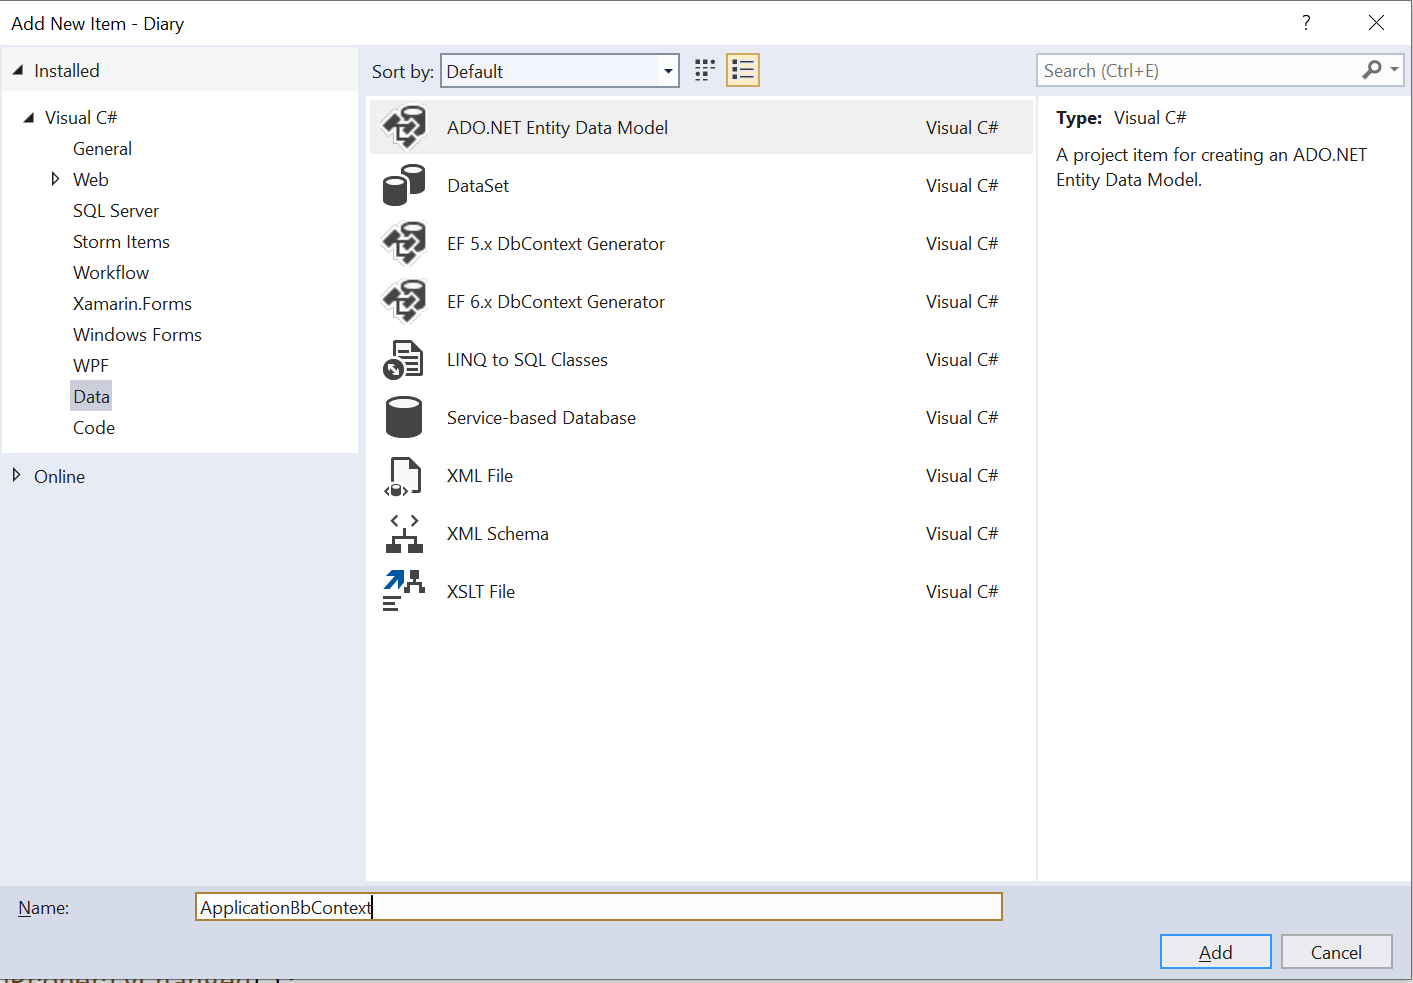 Add New Item - Diary
?
Installed
Visual C#
General
Web
SQL Server
Storm Items
Workflow
Xamarin.Forms
Windows Forms
WPF
Data
Code
Online
Sort by: Default
Search (Ctrl+E)
ADO.NET Entity Data Model Visual C#
DataSet Visual C#
EF 5.x DbContext Generator Visual C#
EF 6.x DbContext Generator Visual C#
LINQ to SQL Classes Visual C#
Service-based Database Visual C#
XML File Visual C#
XML Schema Visual C#
XSLT File Visual C#
Type: Visual C#
A project item for creating an ADO.NET
Entity Data Model.
Name: ApplicationBbContext
Add Cancel